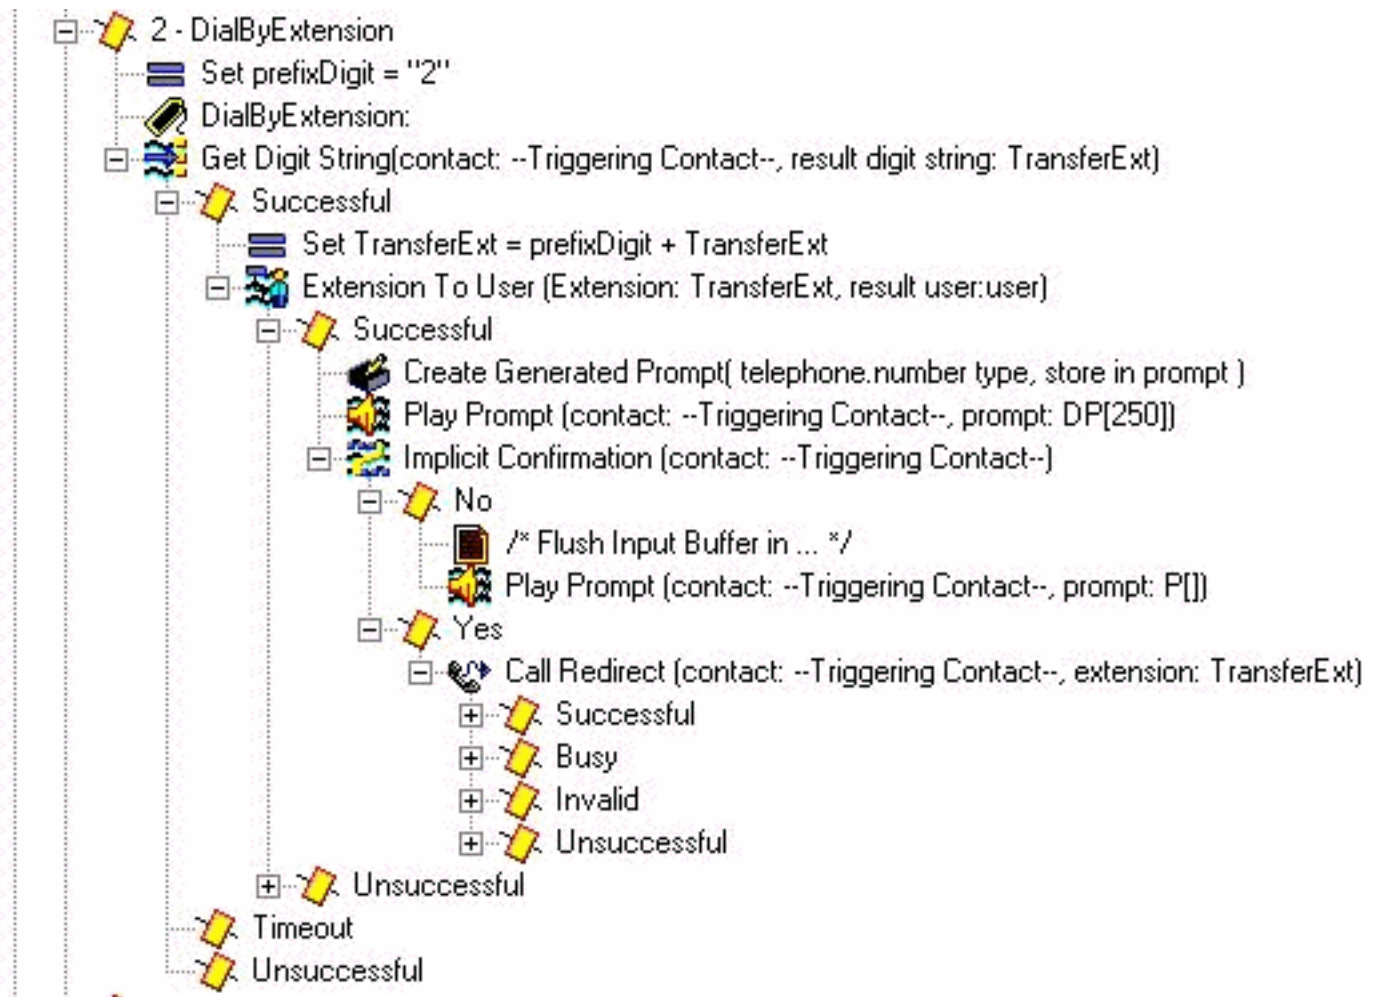 2 - DialByExtension
Set prefixDigit = "2"
DialByExtension:
Get Digit String(contact: --Triggering Contact--, result digit string: TransferExt)
Successful
Set TransferExt = prefixDigit + TransferExt
Extension To User (Extension: TransferExt, result user:user)
Successful
Create Generated Prompt( telephone.number type, store in prompt )
Play Prompt (contact: --Triggering Contact--, prompt: DP[250])
Implicit Confirmation (contact: --Triggering Contact--)
No
/* Flush Input Buffer in ... */
Play Prompt (contact: --Triggering Contact--, prompt: P[])
Yes
Call Redirect (contact: --Triggering Contact--, extension: TransferExt)
Successful
Busy
Invalid
Unsuccessful
Unsuccessful
Timeout
Unsuccessful